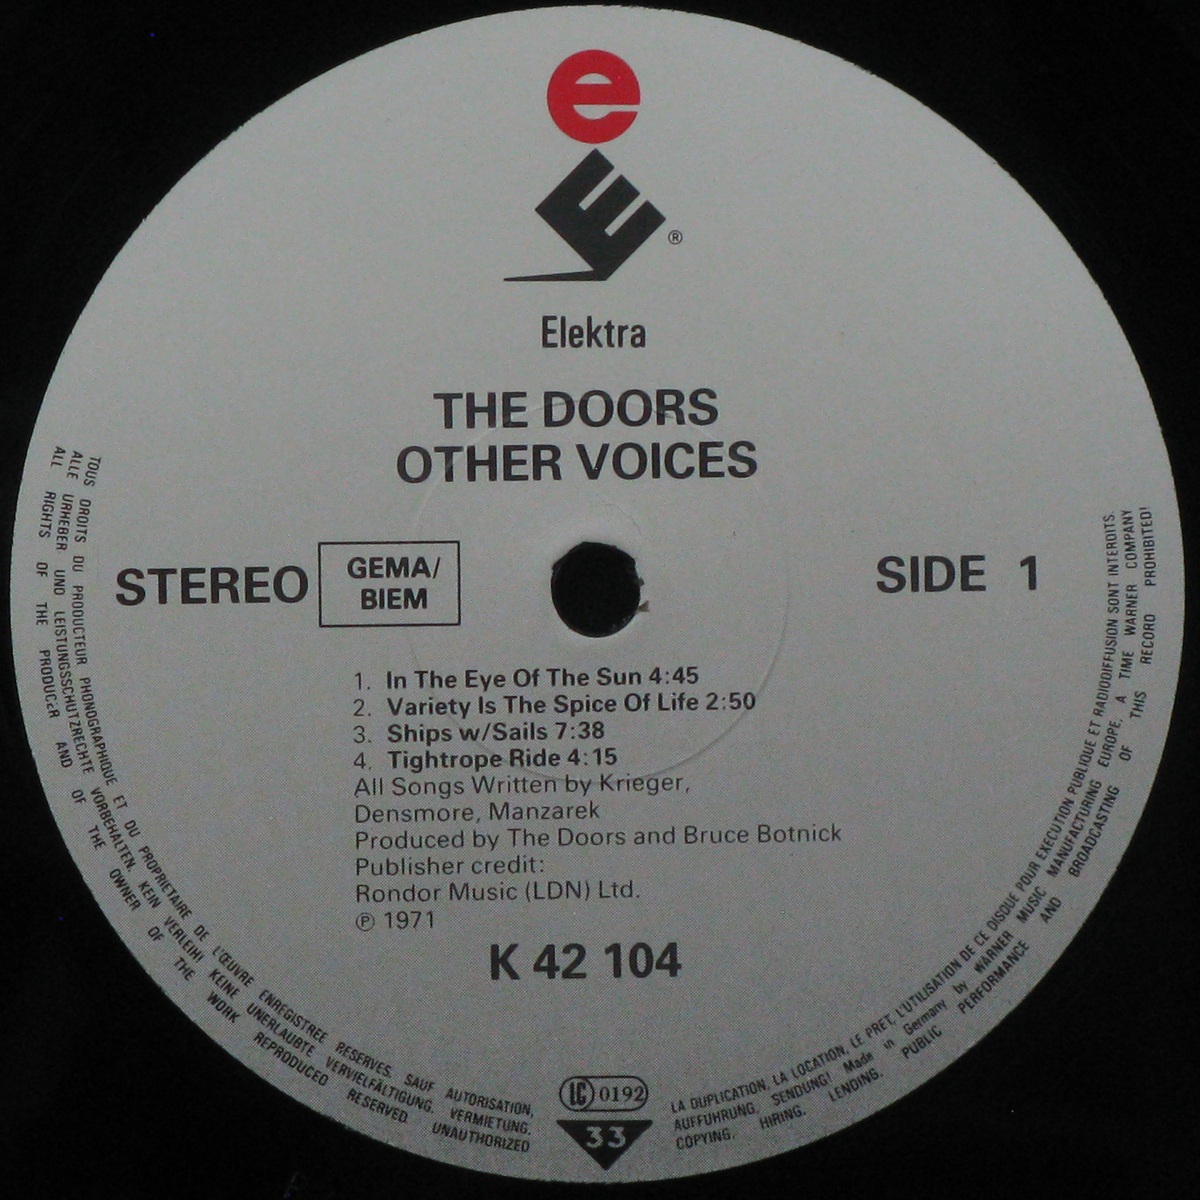 e
E ®
Elektra
THE DOORS
OTHER VOICES
STEREO
GEMA/
BIEM
SIDE 1
1. In The Eye Of The Sun 4:45
2. Variety Is The Spice Of Life 2:50
3. Ships w/Sails 7:38
4. Tightrope Ride 4:15
All Songs Written by Krieger,
Densmore, Manzarek
Produced by The Doors and Bruce Botnick
Publisher credit:
Rondor Music (LDN) Ltd.
℗ 1971
K 42 104
LC 0192
33
TOUS DROITS DU PRODUCTEUR PHONOGRAPHIQUE ET DU PROPRIETAIRE DE L'ŒUVRE ENREGISTREE RESERVES. SAUF AUTORISATION, LA DUPLICATION, LA LOCATION, LE PRET, L'UTILISATION DE CE DISQUE POUR EXECUTION PUBLIQUE ET RADIODIFFUSION SONT INTERDITS.
ALLE URHEBER UND LEISTUNGSSCHUTZRECHTE VORBEHALTEN. KEIN VERLEIH! KEINE UNERLAUBTE VERVIELFÄLTIGUNG, VERMIETUNG, AUFFUHRUNG, SENDUNG! Made in Germany by WARNER MUSIC MANUFACTURING EUROPE, A TIME WARNER COMPANY
ALL RIGHTS OF THE PRODUCER AND OF THE OWNER OF THE WORK REPRODUCED RESERVED. UNAUTHORIZED COPYING, HIRING, LENDING, PUBLIC PERFORMANCE AND BROADCASTING OF THIS RECORD PROHIBITED!